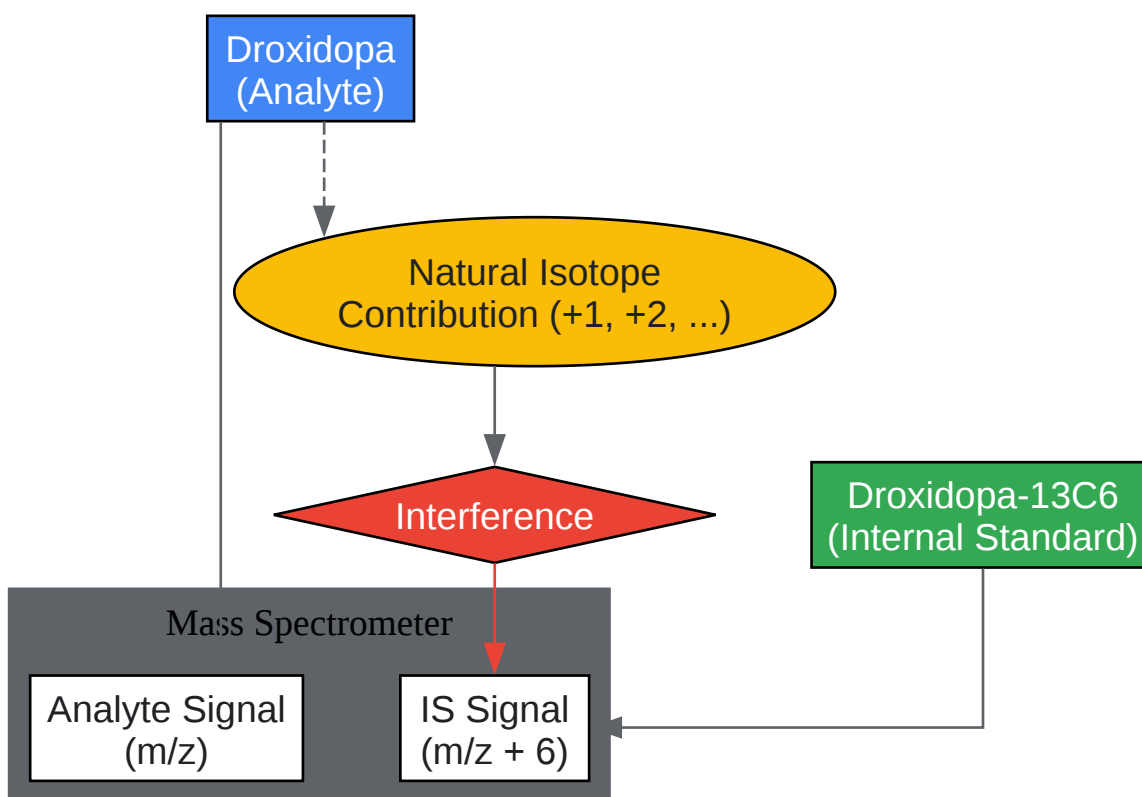 Droxidopa
(Analyte)
Natural Isotope
Contribution (+1, +2, ...)
Interference
Droxidopa-13C6
(Internal Standard)
Mass Spectrometer
Analyte Signal
(m/z)
IS Signal
(m/z + 6)